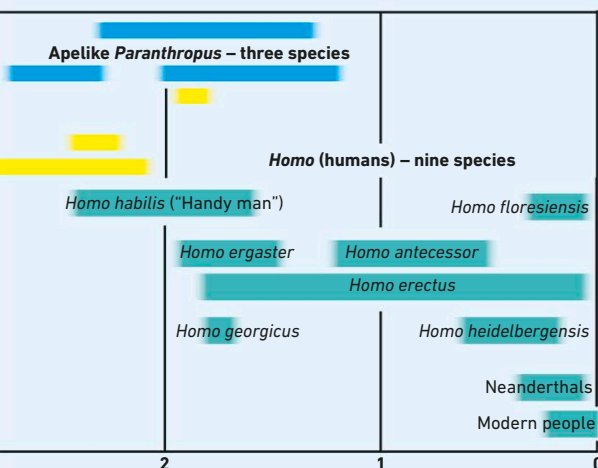 Apelike Paranthropus – three species
Homo (humans) – nine species
Homo habilis (“Handy man”)
Homo floresiensis
Homo ergaster
Homo antecessor
Homo erectus
Homo georgicus
Homo heidelbergensis
Neanderthals
Modern people
2
1
0